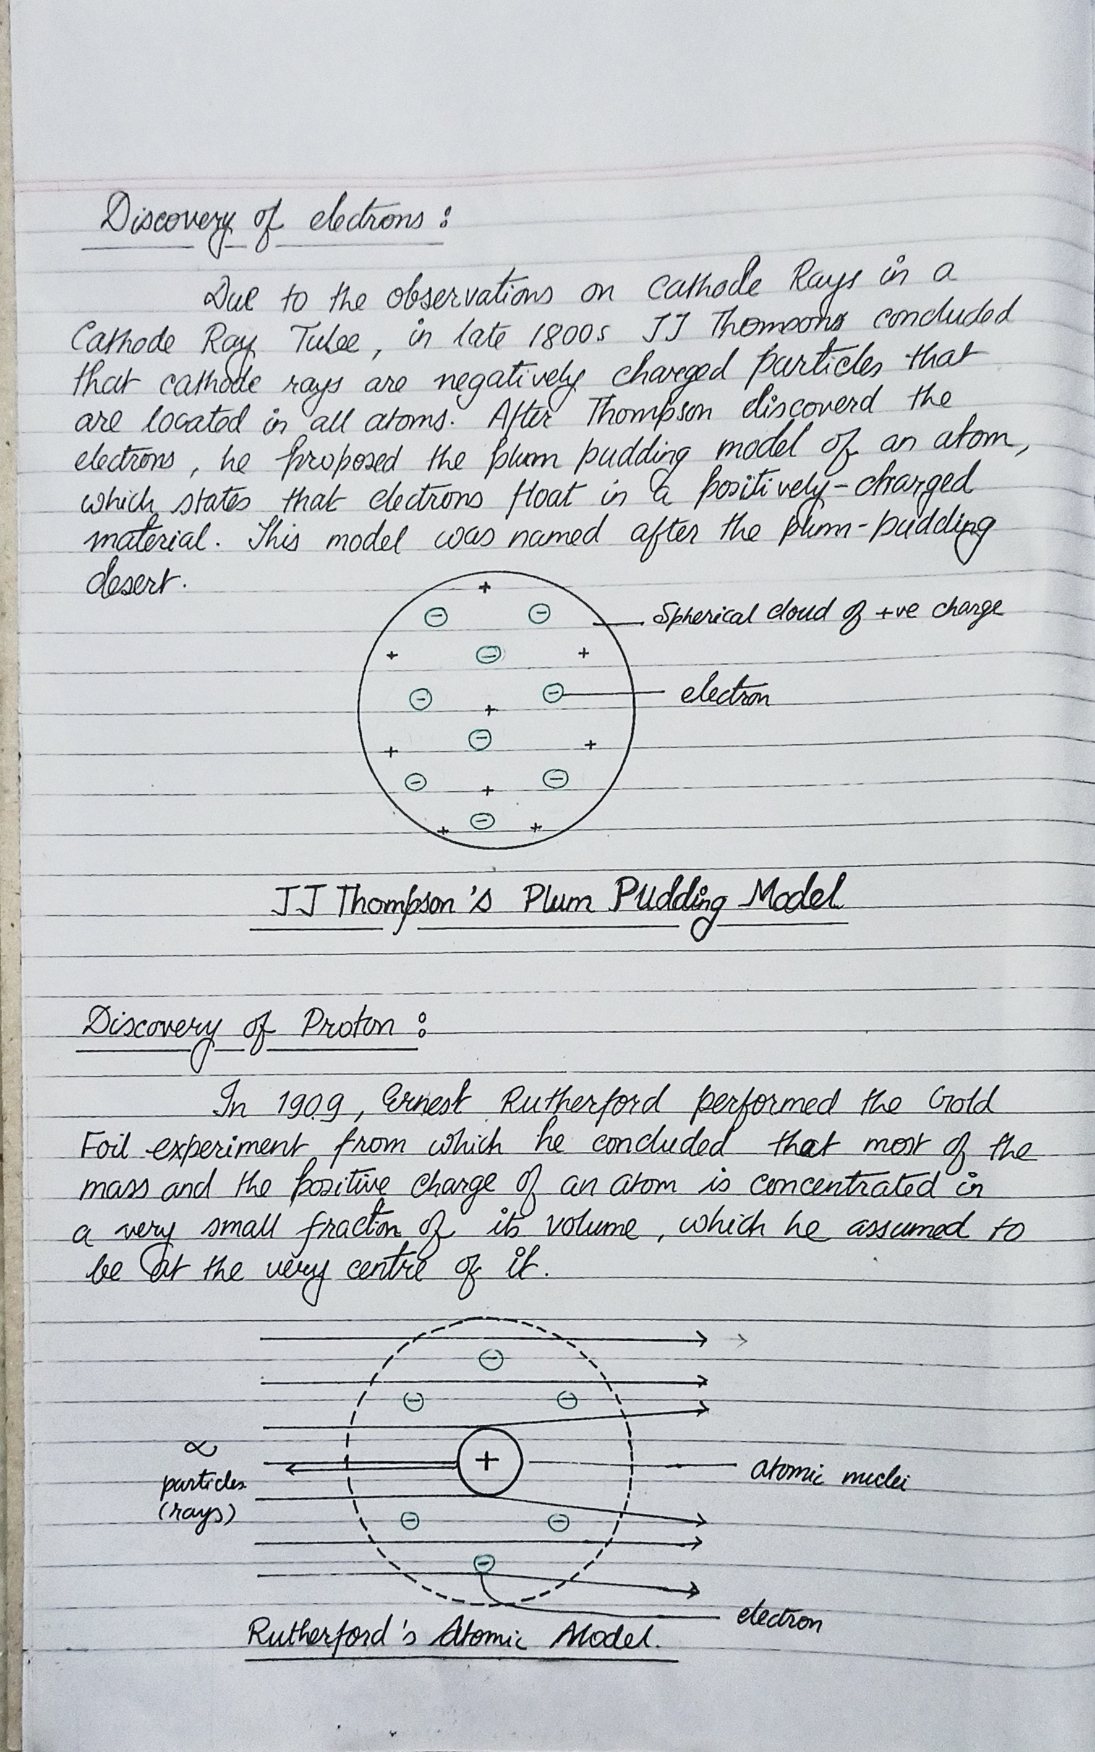 Discovery of electrons :
Due to the observations on Cathode Rays in a
Cathode Ray Tube, in late 1800s JJ Thomsons concluded
that cathode rays are negatively charged particles that
are located in all atoms. After Thompson discoverd the
electrons, he proposed the plum pudding model of an atom,
which states that electrons float in a positively-charged
material. This model was named after the plum-pudding
desert.
+
⊖ ⊖
Spherical cloud of +ve charge
+ ⊖ +
⊖ ⊖
electron
+
⊖
+ +
⊖ ⊖
+
⊖
+ +
JJ Thompson's Plum Pudding Model
Discovery of Proton :
In 1909, Ernest Rutherford performed the Gold
Foil experiment from which he concluded that most of the
mass and the positive charge of an atom is concentrated in
a very small fracton of its volume, which he assumed to
be at the very centre of it.
⊖
⊖ ⊖
∝
particles
(rays)
+
atomic nuclei
⊖ ⊖
⊖
electron
Rutherford's Atomic Model.